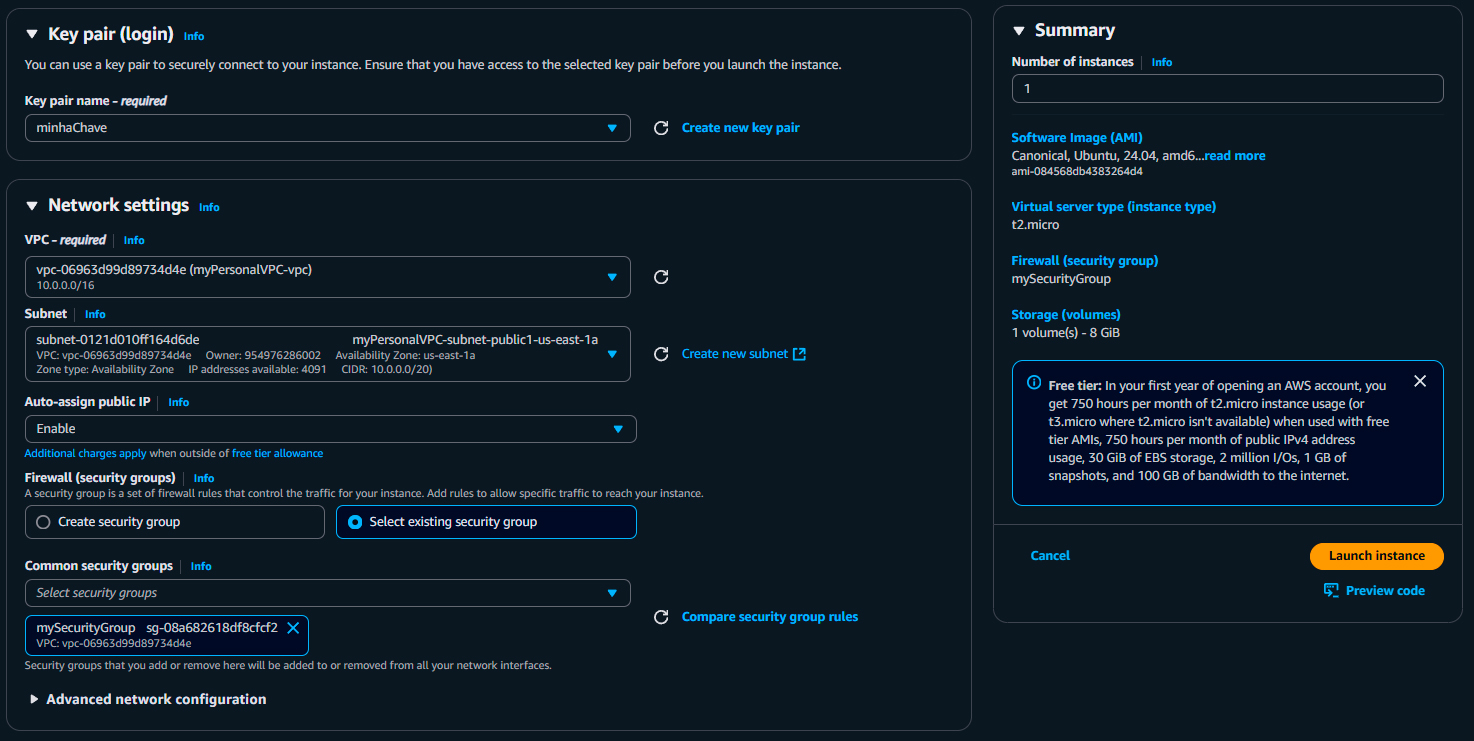 Key pair (login) Info
You can use a key pair to securely connect to your instance. Ensure that you have access to the selected key pair before you launch the instance.
Key pair name - required
minhaChave
Create new key pair
Network settings Info
VPC - required Info
vpc-06963d99d89734d4e (myPersonalVPC-vpc)
10.0.0.0/16
Subnet Info
subnet-0121d010ff164d6de myPersonalVPC-subnet-public1-us-east-1a
VPC: vpc-06963d99d89734d4e Owner: 954976286002 Availability Zone: us-east-1a
Zone type: Availability Zone IP addresses available: 4091 CIDR: 10.0.0.0/20)
Create new subnet
Auto-assign public IP Info
Enable
Additional charges apply when outside of free tier allowance
Firewall (security groups) Info
A security group is a set of firewall rules that control the traffic for your instance. Add rules to allow specific traffic to reach your instance.
Create security group
Select existing security group
Common security groups Info
Select security groups
mySecurityGroup sg-08a682618df8cfcf2
VPC: vpc-06963d99d89734d4e
Compare security group rules
Security groups that you add or remove here will be added to or removed from all your network interfaces.
Advanced network configuration
Summary
Number of instances Info
1
Software Image (AMI)
Canonical, Ubuntu, 24.04, amd6...read more
ami-084568db4383264d4
Virtual server type (instance type)
t2.micro
Firewall (security group)
mySecurityGroup
Storage (volumes)
1 volume(s) - 8 GiB
Free tier: In your first year of opening an AWS account, you
get 750 hours per month of t2.micro instance usage (or
t3.micro where t2.micro isn't available) when used with free
tier AMIs, 750 hours per month of public IPv4 address
usage, 30 GiB of EBS storage, 2 million I/Os, 1 GB of
snapshots, and 100 GB of bandwidth to the internet.
Cancel
Launch instance
Preview code